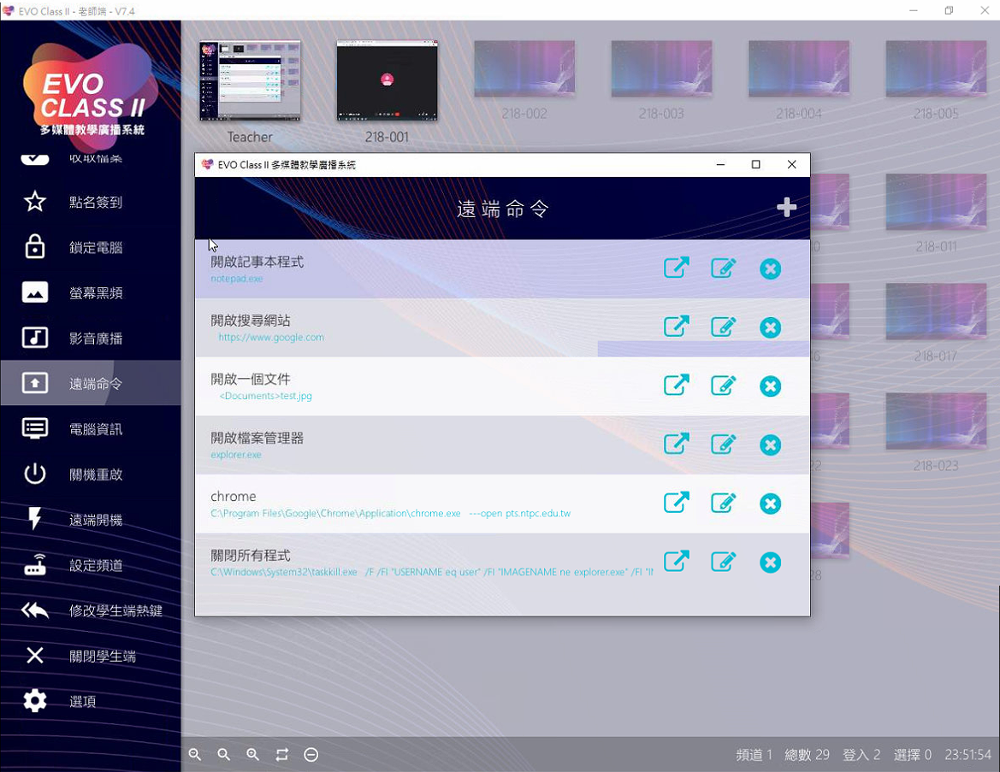 EVO Class II - 老師端 - V7.4
EVO
CLASS II
多媒體教學廣播系統
收取檔案
點名簽到
鎖定電腦
螢幕黑頻
影音廣播
遠端命令
電腦資訊
關機重啟
遠端開機
設定頻道
修改學生端熱鍵
關閉學生端
選項
Teacher
218-001
218-002
218-003
218-004
218-005
218-011
218-017
218-023
EVO Class II 多媒體教學廣播系統
遠端命令
開啟記事本程式
notepad.exe
開啟搜尋網站
https://www.google.com
開啟一個文件
<Documents>test.jpg
開啟檔案管理器
explorer.exe
chrome
C:\Program Files\Google\Chrome\Application\chrome.exe ---open pts.ntpc.edu.tw
關閉所有程式
C:\Windows\System32\taskkill.exe /F /FI "USERNAME eq user" /FI "IMAGENAME ne explorer.exe" /FI "
頻道 1 總數 29 登入 2 選擇 0 23:51:54